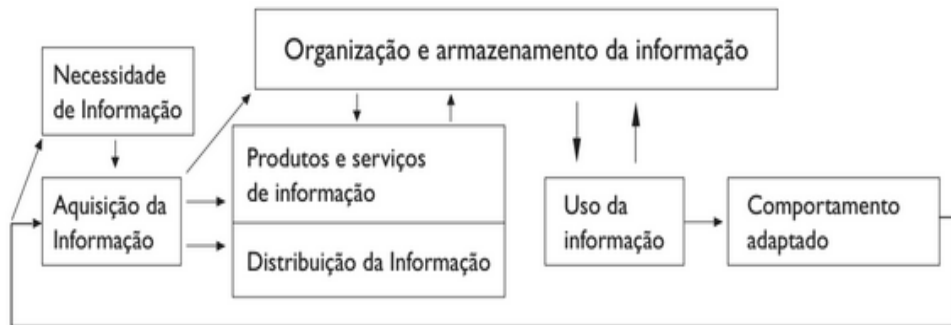 Organização e armazenamento da informação
Necessidade
de Informação
Aquisição da
Informação
Produtos e serviços
de informação
Distribuição da Informação
Uso da
informação
Comportamento
adaptado